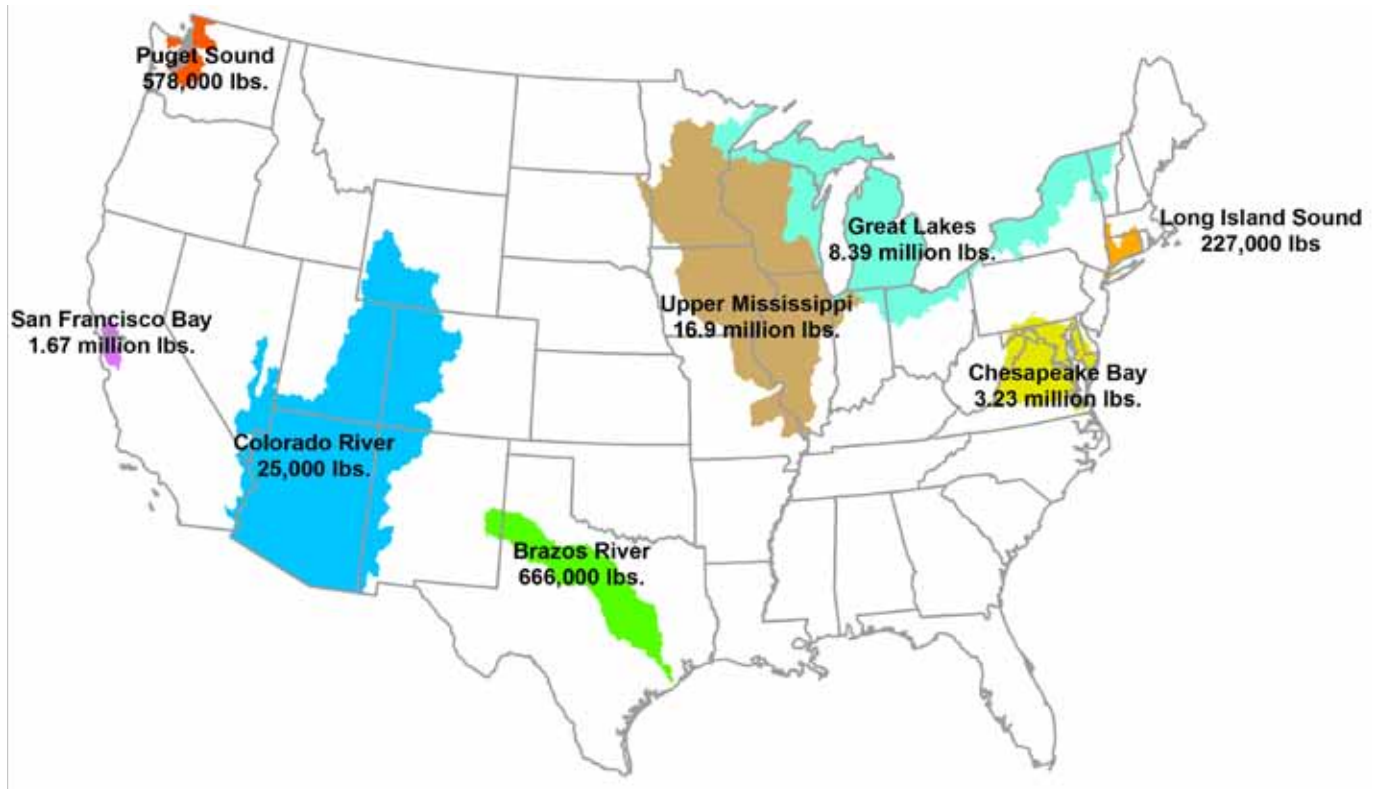 Puget Sound
578,000 lbs.
Great Lakes
8.39 million lbs.
Long Island Sound
227,000 lbs
Upper Mississippi
16.9 million lbs.
San Francisco Bay
1.67 million lbs.
Chesapeake Bay
3.23 million lbs.
Colorado River
25,000 lbs.
Brazos River
666,000 lbs.